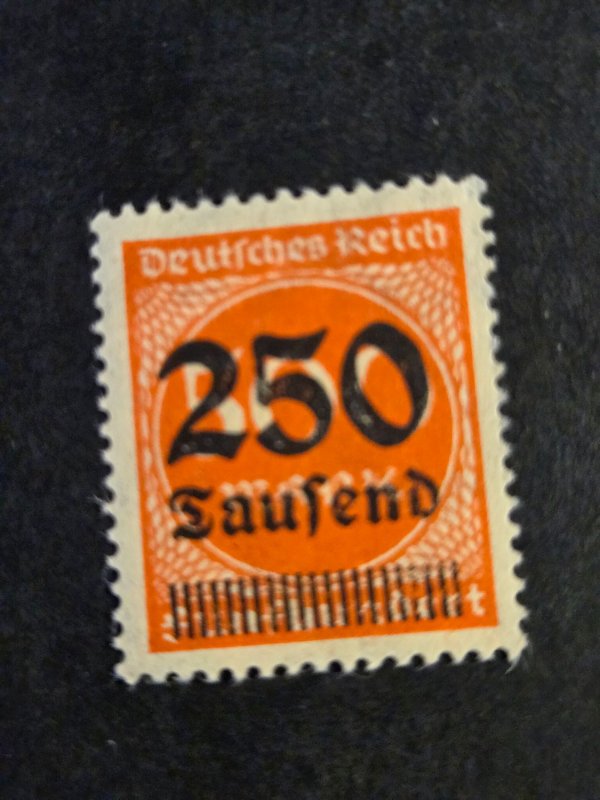 Deutsches Reich
250
Tausend